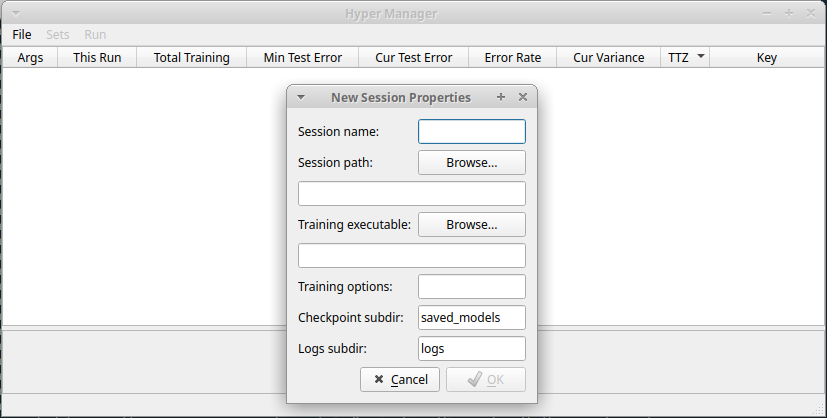 Hyper Manager
File Sets Run
Args This Run Total Training Min Test Error Cur Test Error Error Rate Cur Variance TTZ Key
New Session Properties
Session name:
Session path: Browse...
Training executable: Browse...
Training options:
Checkpoint subdir: saved_models
Logs subdir: logs
Cancel OK